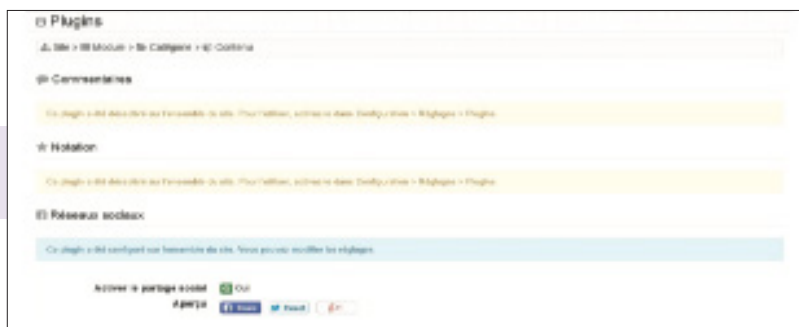 Plugins
Site > Module > Catégorie > Contenu
Commentaires
Ce plugin a été désactivé sur l'ensemble du site. Pour l'utiliser, activez-le dans Configuration > Réglages > Plugins.
Notation
Ce plugin a été désactivé sur l'ensemble du site. Pour l'utiliser, activez-le dans Configuration > Réglages > Plugins.
Réseaux sociaux
Ce plugin a été configuré sur l'ensemble du site. Vous pouvez modifier les réglages.
Activer le partage social Oui
Aperçu Share Tweet